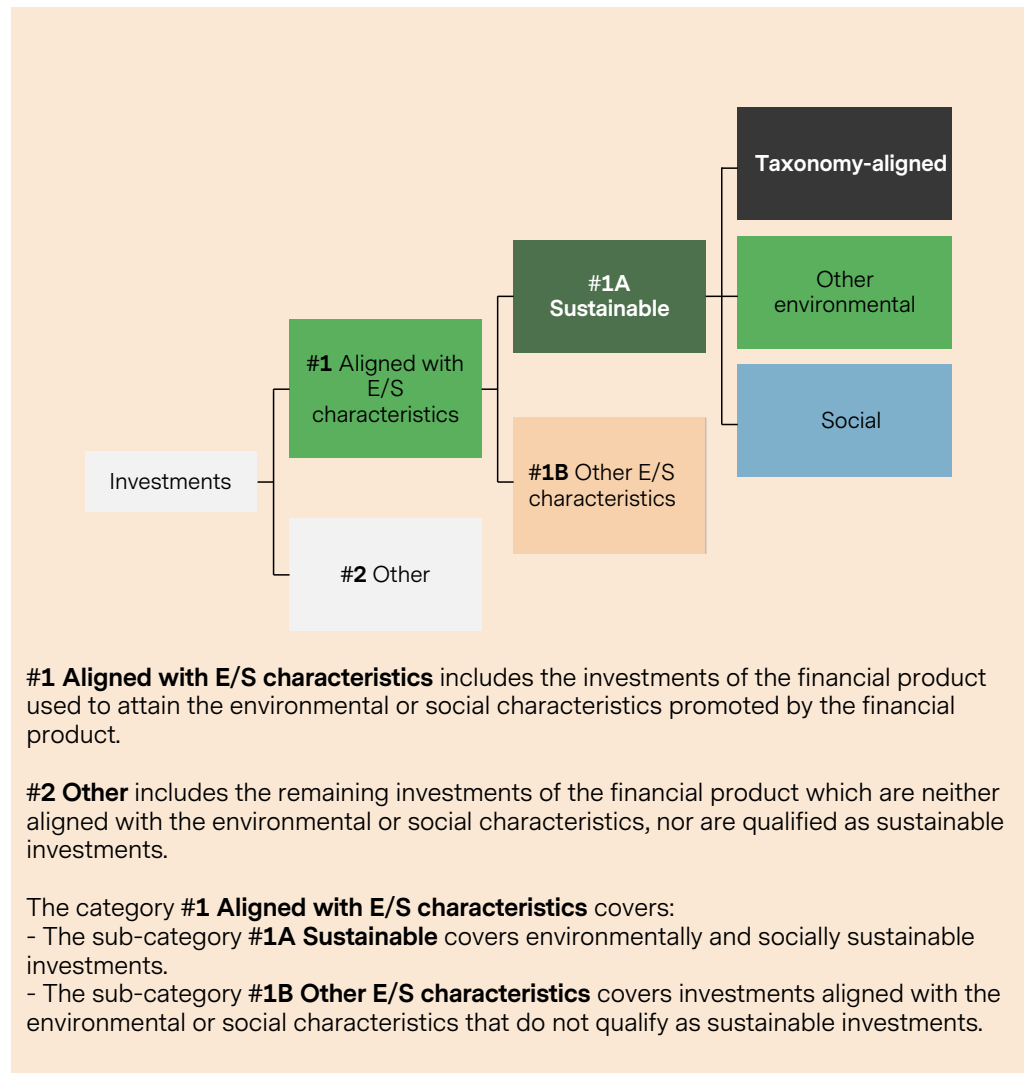 Taxonomy-aligned
#1A
Sustainable
Other
environmental
#1 Aligned with
E/S
characteristics
Social
Investments
#1B Other E/S
characteristics
#2 Other
#1 Aligned with E/S characteristics includes the investments of the financial product
used to attain the environmental or social characteristics promoted by the financial
product.
#2 Other includes the remaining investments of the financial product which are neither
aligned with the environmental or social characteristics, nor are qualified as sustainable
investments.
The category #1 Aligned with E/S characteristics covers:
- The sub-category #1A Sustainable covers environmentally and socially sustainable
investments.
- The sub-category #1B Other E/S characteristics covers investments aligned with the
environmental or social characteristics that do not qualify as sustainable investments.